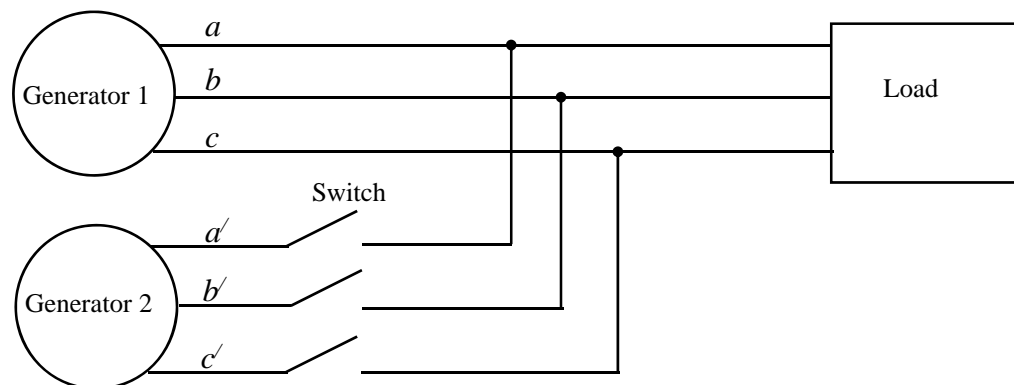 a
Generator 1
b
Load
c
Switch
a′
Generator 2
b′
c′